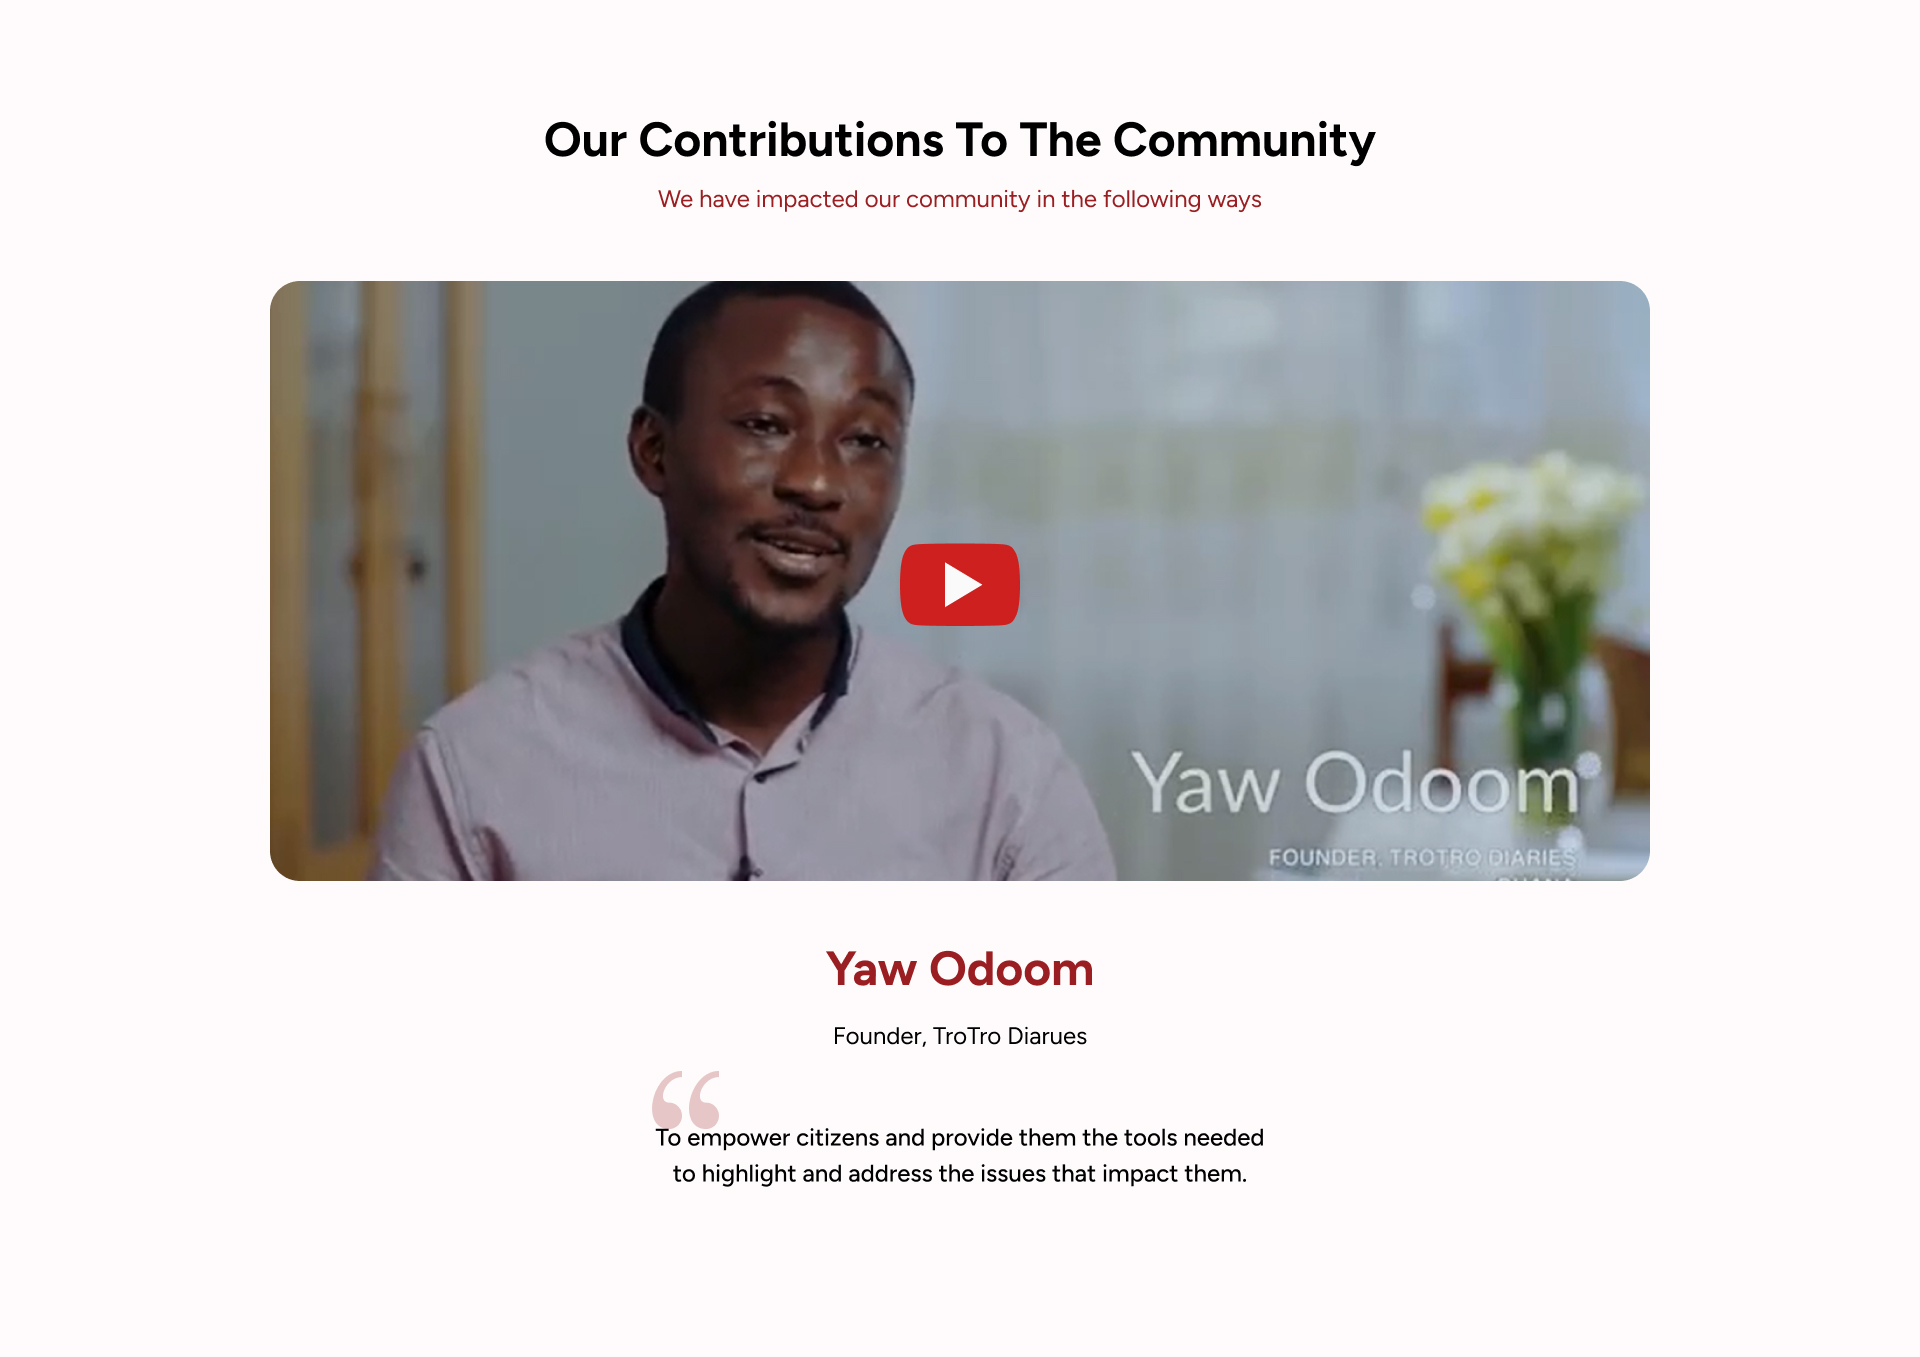 Our Contributions To The Community
We have impacted our community in the following ways
Yaw Odoom
FOUNDER, TROTRO DIARIES
Yaw Odoom
Founder, TroTro Diarues
“
To empower citizens and provide them the tools needed
to highlight and address the issues that impact them.